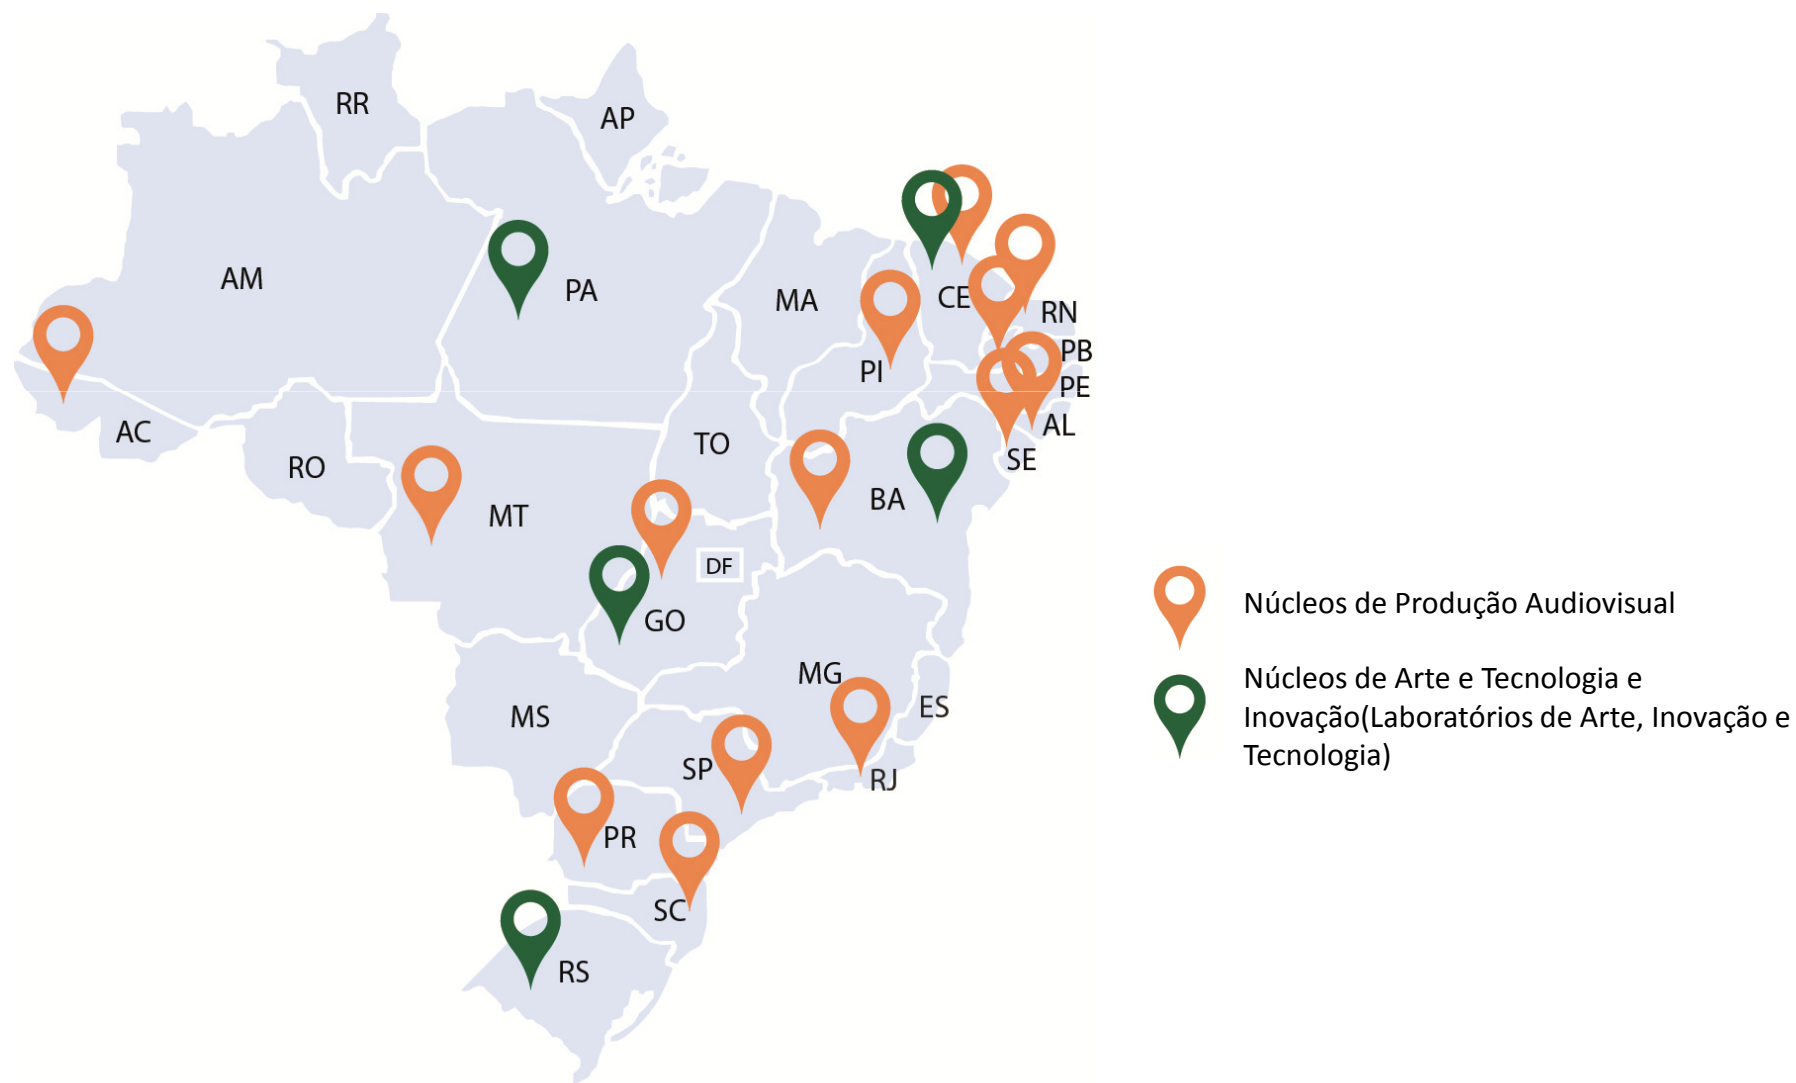 RR
AP
AM
PA
MA
CE
RN
PB
PI
PE
AC
AL
TO
SE
RO
BA
MT
DF
GO
MG
ES
MS
SP
RJ
PR
SC
RS
Núcleos de Produção Audiovisual
Núcleos de Arte e Tecnologia e
Inovação(Laboratórios de Arte, Inovação e
Tecnologia)